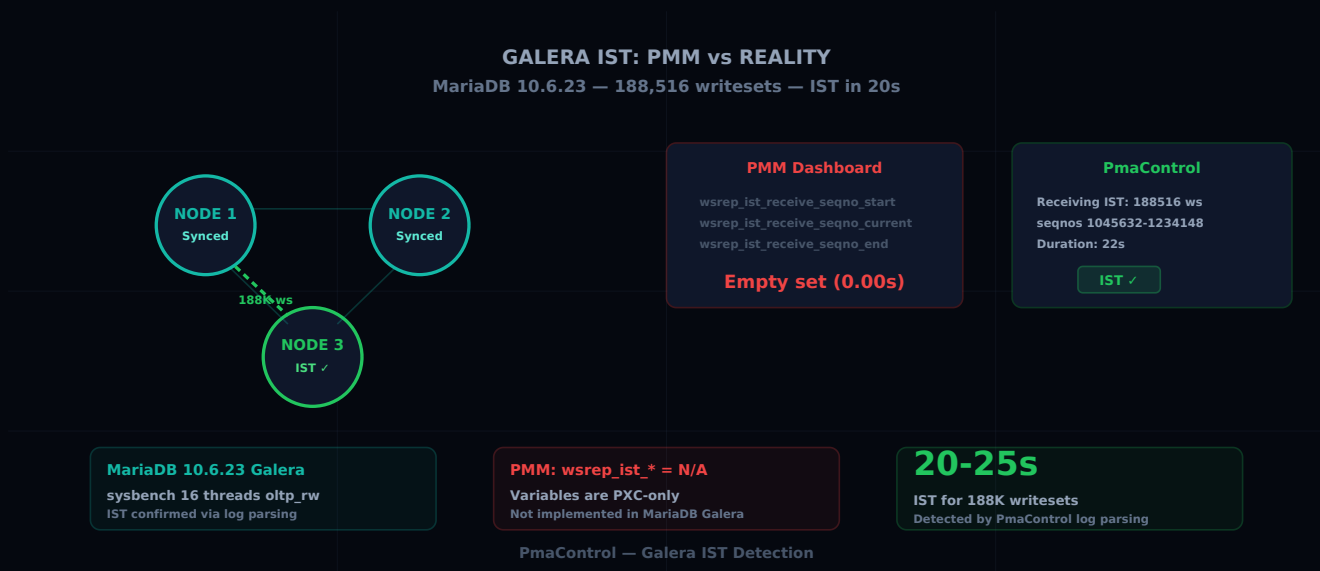 GALERA IST: PMM vs REALITY
MariaDB 10.6.23 — 188,516 writesets — IST in 20s
NODE 1
Synced
NODE 2
Synced
188K ws
NODE 3
IST ✓
PMM Dashboard
wsrep_ist_receive_seqno_start
wsrep_ist_receive_seqno_current
wsrep_ist_receive_seqno_end
Empty set (0.00s)
PmaControl
Receiving IST: 188516 ws
seqnos 1045632-1234148
Duration: 22s
IST ✓
MariaDB 10.6.23 Galera
sysbench 16 threads oltp_rw
IST confirmed via log parsing
PMM: wsrep_ist_* = N/A
Variables are PXC-only
Not implemented in MariaDB Galera
20-25s
IST for 188K writesets
Detected by PmaControl log parsing
PmaControl — Galera IST Detection